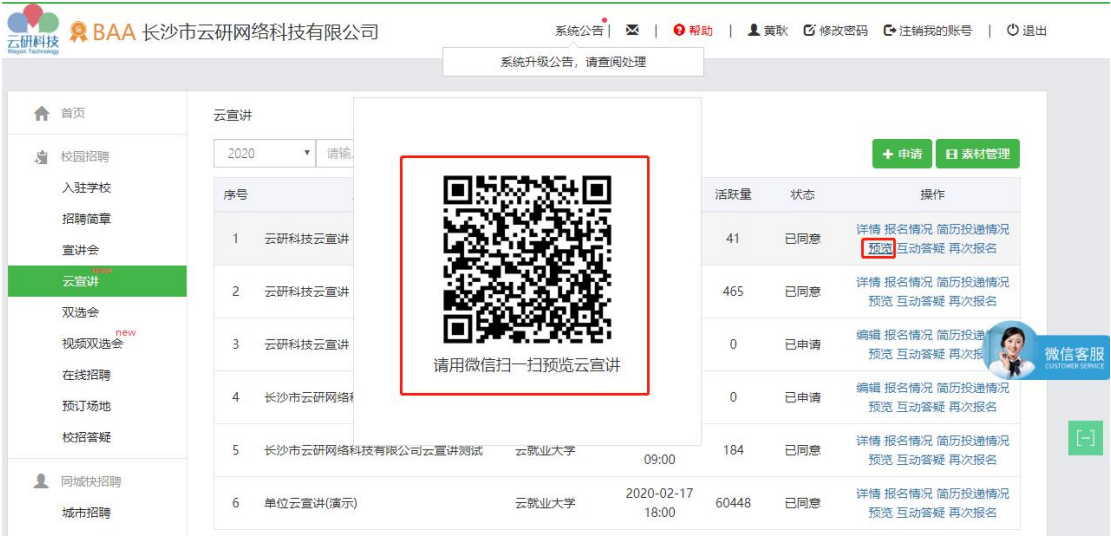 云研科技
Weyon Technology
BAA 长沙市云研网络科技有限公司
系统公告 | | 帮助 | 黄耿 修改密码 注销我的账号 | 退出
系统升级公告，请查阅处理
首页
校园招聘
入驻学校
招聘简章
宣讲会
云宣讲 new
双选会
视频双选会 new
在线招聘
预订场地
校招答疑
同城快招聘
城市招聘
云宣讲
2020 请输 + 申请 素材管理
序号 活跃量 状态 操作
1 云研科技云宣讲 41 已同意 详情 报名情况 简历投递情况
预览 互动答疑 再次报名
2 云研科技云宣讲 465 已同意 详情 报名情况 简历投递情况
预览 互动答疑 再次报名
3 云研科技云宣讲 0 已申请 编辑 报名情况 简历投递
预览 互动答疑 再次报
4 长沙市云研网络 0 已申请 编辑 报名情况 简历投递情况
预览 互动答疑 再次报名
5 长沙市云研网络科技有限公司云宣讲测试 云就业大学 09:00 184 已同意 详情 报名情况 简历投递情况
预览 互动答疑 再次报名
6 单位云宣讲(演示) 云就业大学 2020-02-17 18:00 60448 已同意 详情 报名情况 简历投递情况
预览 互动答疑 再次报名
请用微信扫一扫预览云宣讲
微信客服
CUSTOMER SERVICE